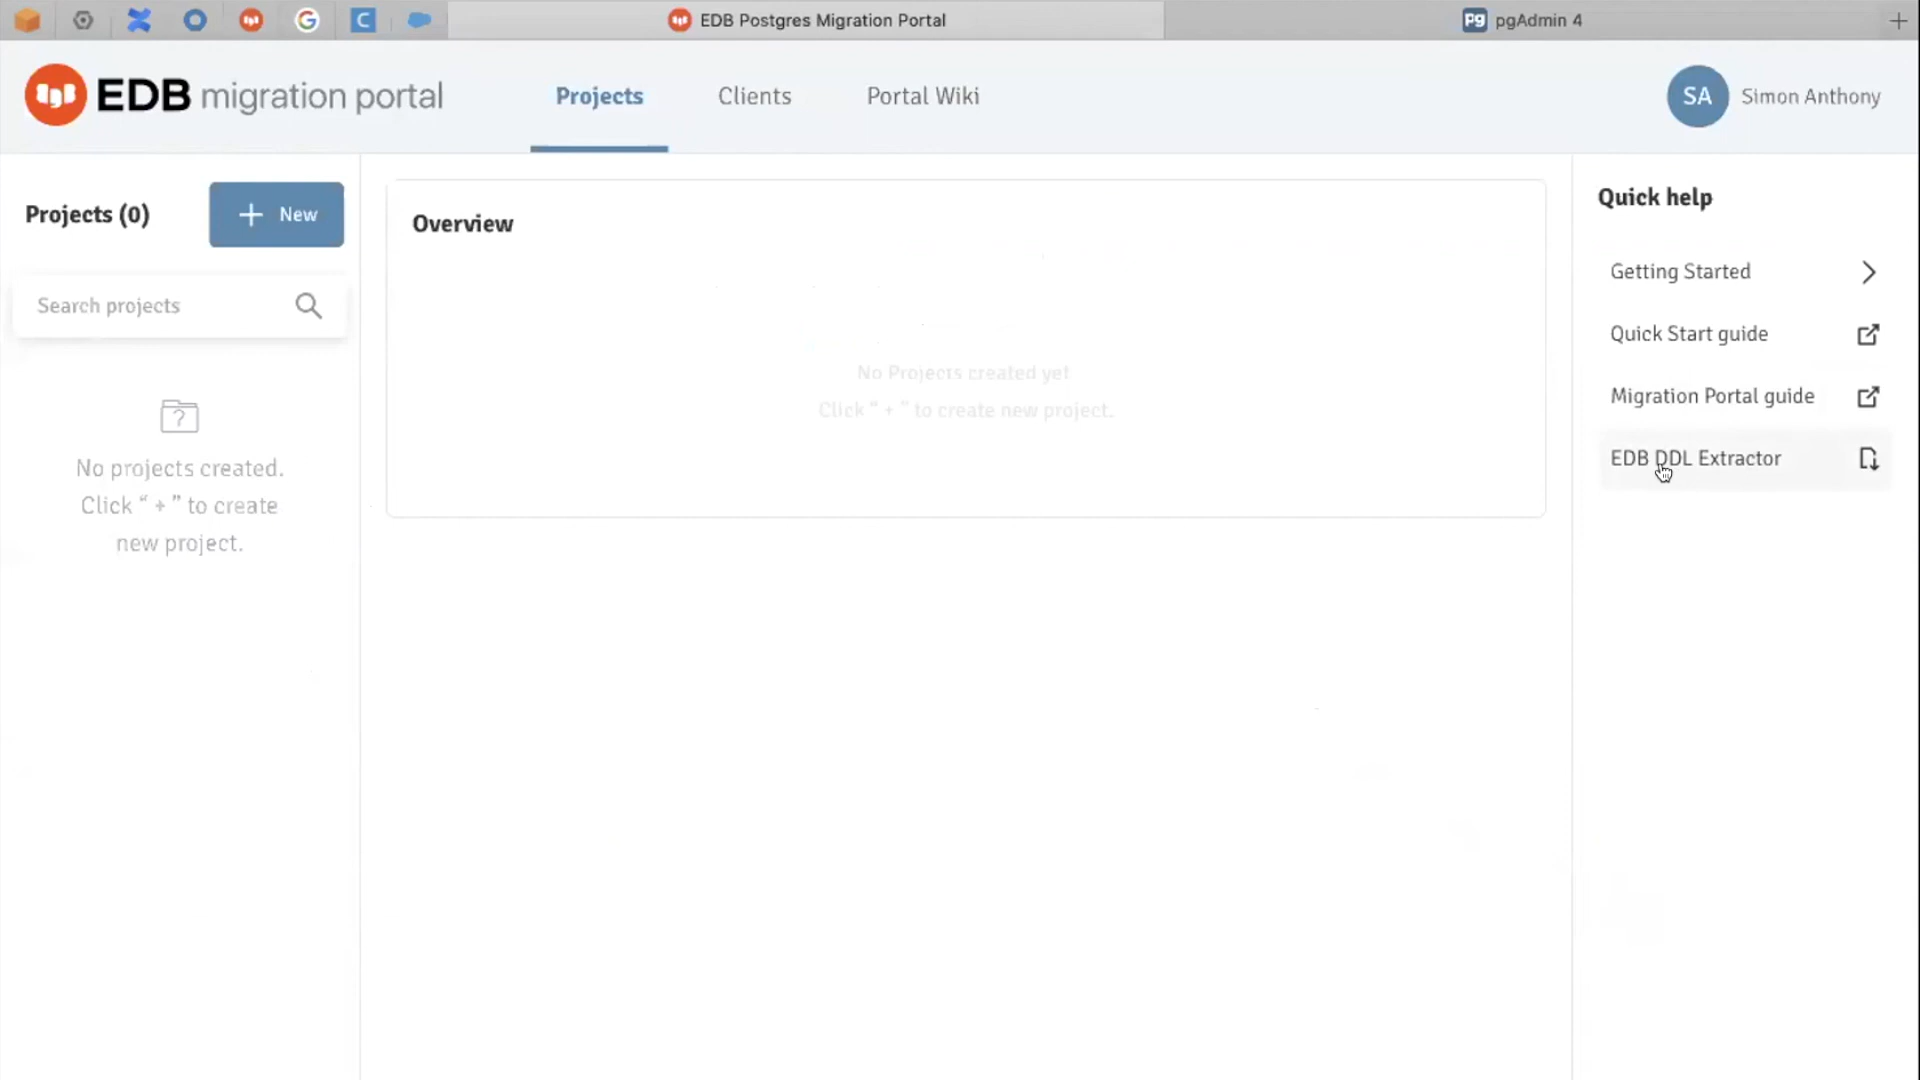 EDB Postgres Migration Portal
Pg pgAdmin 4
C
EDB migration portal
Projects
Clients
Portal Wiki
SA
Simon Anthony
Projects (0)
+ New
Search projects
?
No projects created.
Click “ + ” to create
new project.
Overview
No Projects created yet
Click “ + ” to create new project.
Quick help
Getting Started
Quick Start guide
Migration Portal guide
EDB DDL Extractor